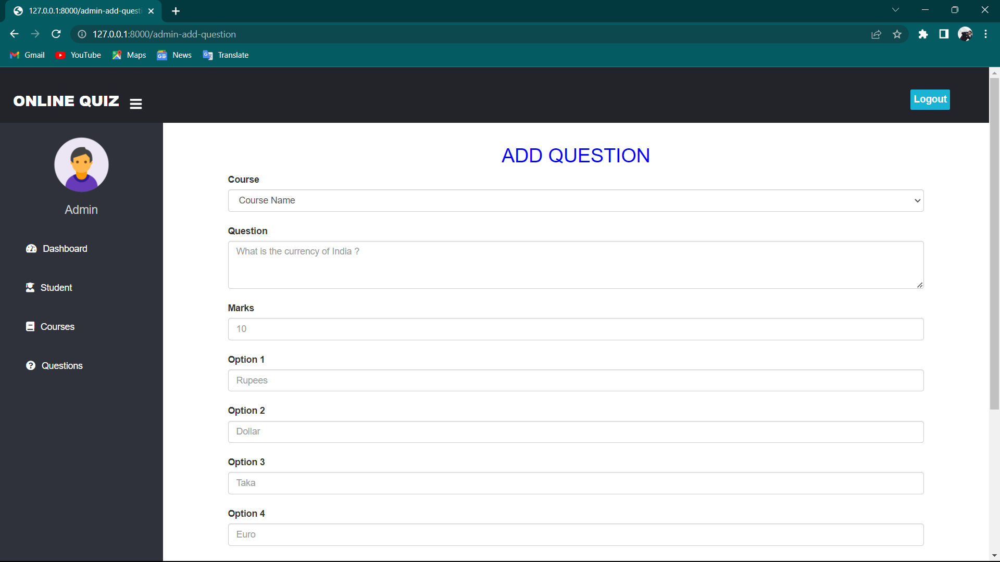 127.0.0.1:8000/admin-add-questi
127.0.0.1:8000/admin-add-question
Gmail YouTube Maps News Translate
ONLINE QUIZ
Logout
Admin
Dashboard
Student
Courses
Questions
ADD QUESTION
Course
Course Name
Question
What is the currency of India ?
Marks
10
Option 1
Rupees
Option 2
Dollar
Option 3
Taka
Option 4
Euro